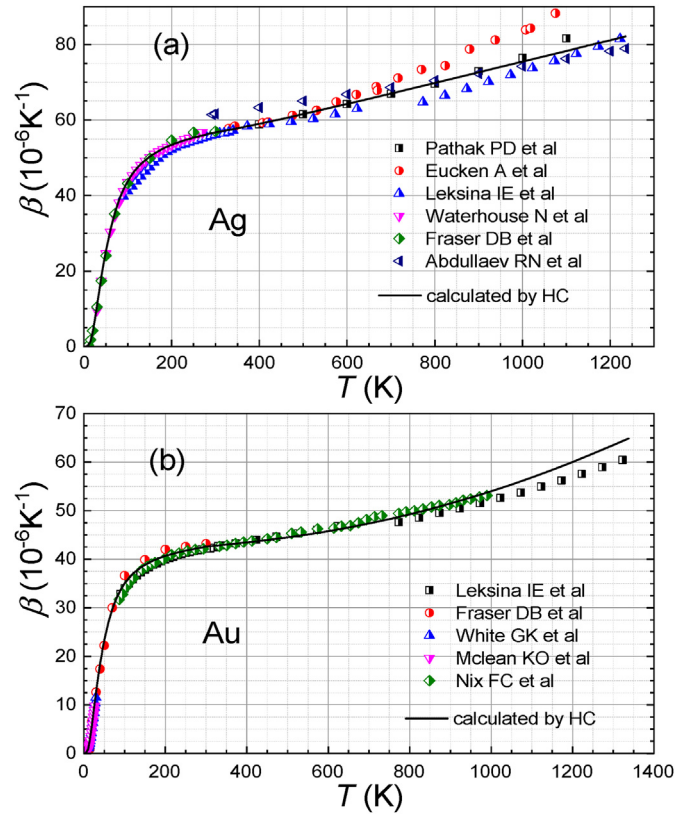 (a)
80
60
40
20
0
β (10⁻⁶K⁻¹)
Ag
Pathak PD et al
Eucken A et al
Leksina IE et al
Waterhouse N et al
Fraser DB et al
Abdullaev RN et al
calculated by HC
0 200 400 600 800 1000 1200
T (K)
(b)
70
60
50
40
30
20
10
0
β (10⁻⁶K⁻¹)
Au
Leksina IE et al
Fraser DB et al
White GK et al
Mclean KO et al
Nix FC et al
calculated by HC
0 200 400 600 800 1000 1200 1400
T (K)